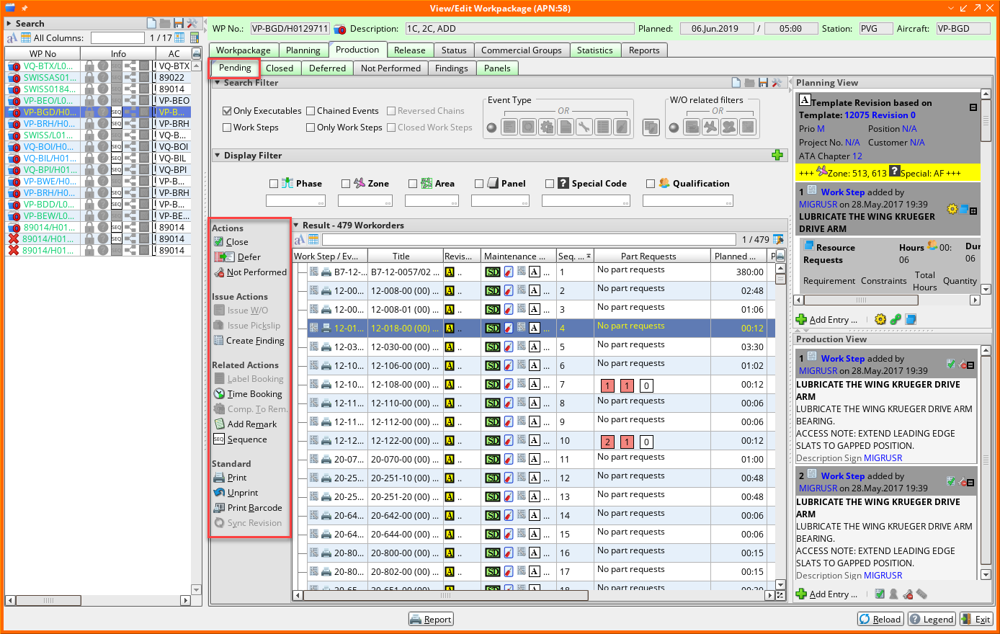 View/Edit Workpackage (APN:58)
Search
All Columns:
1 / 17
WP No Info AC
VQ-BTX/L0... SEQ VQ-BTX
SWISSAS01... SEQ 89022
SWISS0184... SEQ 89014
VP-BEO/L0... SEQ VP-BEO
VP-BGD/H0... SEQ VP-B...
VP-BRH/H0... SEQ VP-BRH
SWISS/L01... SEQ VQ-B...
VQ-BOI/H01... SEQ VQ-BOI
VQ-BIL/H01... SEQ VQ-BIL
VQ-BPI/H01... SEQ VQ-BPI
VP-BWE/H0... SEQ VP-B...
VP-BRH/H0... SEQ VP-BRH
VP-BDD/L0... SEQ VP-B...
VP-BEW/L0... SEQ VP-BE...
89014/H01... SEQ 89014
89014/H01... SEQ 89014
89014/H01... SEQ 89014
WP No.: VP-BGD/H0129711 Description: 1C, 2C, ADD Planned: 06.Jun.2019 / 05:00 Station: PVG Aircraft: VP-BGD
Workpackage Planning Production Release Status Commercial Groups Statistics Reports
Pending Closed Deferred Not Performed Findings Panels
Search Filter
Only Executables Chained Events Reversed Chains
Work Steps Only Work Steps Closed Work Steps
Event Type
OR
W/O related filters
OR
Display Filter
Phase Zone Area Panel Special Code Qualification
Actions
Close
Defer
Not Performed
Issue Actions
Issue W/O
Issue Pickslip
Create Finding
Related Actions
Label Booking
Time Booking
Comp. To Rem.
Add Remark
SEQ Sequence
Standard
Print
Unprint
Print Barcode
Sync Revision
Result - 479 Workorders
1 / 479
Work Step / Ev... Title Revis... Maintenance ... Seq. ... Part Requests Planned ... P
B7-12-... B7-12-0057/02 ... A .. SD A ... 1 No part requests 380:00
12-00... 12-008-00 (00) ... A .. SD A ... 2 No part requests 02:48
12-00... 12-008-01 (00) ... A .. SD A ... 3 No part requests 01:06
12-01... 12-018-00 (00) ... A .. SD A ... 4 No part requests 00:12
12-03... 12-030-00 (00) ... A .. SD A ... 5 No part requests 03:30
12-10... 12-106-00 (00) ... A .. SD A ... 6 No part requests 01:02
12-10... 12-108-00 (00) ... A .. SD A ... 7 1 1 0 00:12
12-11... 12-110-00 (00) ... A .. SD A ... 8 No part requests 00:06
12-11... 12-112-00 (00) ... A .. SD A ... 9 No part requests 00:06
12-12... 12-122-00 (00) ... A .. SD A ... 10 2 1 0 00:12
20-07... 20-070-00 (00) ... A .. SD A ... 11 No part requests 01:00
20-25... 20-251-10 (00) ... A .. SD A ... 12 No part requests 00:48
20-25... 20-251-20 (00) ... A .. SD A ... 13 No part requests 00:48
20-64... 20-642-00 (00) ... A .. SD A ... 14 No part requests 00:06
20-64... 20-644-00 (00) ... A .. SD A ... 15 No part requests 00:06
20-80... 20-800-00 (00) ... A .. SD A ... 16 No part requests 00:15
20-80... 20-802-00 (00) ... A .. SD A ... 17 No part requests 00:15
Planning View
A Template Revision based on
Template: 12075 Revision 0
Prio M Position N/A
Project No. N/A Customer N/A
ATA Chapter 12
+++ Zone: 513, 613 ? Special: AF +++
1 Work Step added by
MIGRUSR on 28.May.2017 19:39
LUBRICATE THE WING KRUEGER
DRIVE ARM
Resource Requests Hours 06 00: 06 Dur 06
Requirement Constraints Total Hours Quantity
Add Entry ...
Production View
1 Work Step added by
MIGRUSR on 28.May.2017 19:39
LUBRICATE THE WING KRUEGER DRIVE
ARM
LUBRICATE THE WING KRUEGER DRIVE ARM
BEARING.
ACCESS NOTE: EXTEND LEADING EDGE
SLATS TO GAPPED POSITION.
Description Sign MIGRUSR
2 Work Step added by
MIGRUSR on 28.May.2017 19:39
LUBRICATE THE WING KRUEGER DRIVE
ARM
LUBRICATE THE WING KRUEGER DRIVE ARM
BEARING.
ACCESS NOTE: EXTEND LEADING EDGE
SLATS TO GAPPED POSITION.
Description Sign MIGRUSR
Add Entry ...
Report
Reload Legend Exit